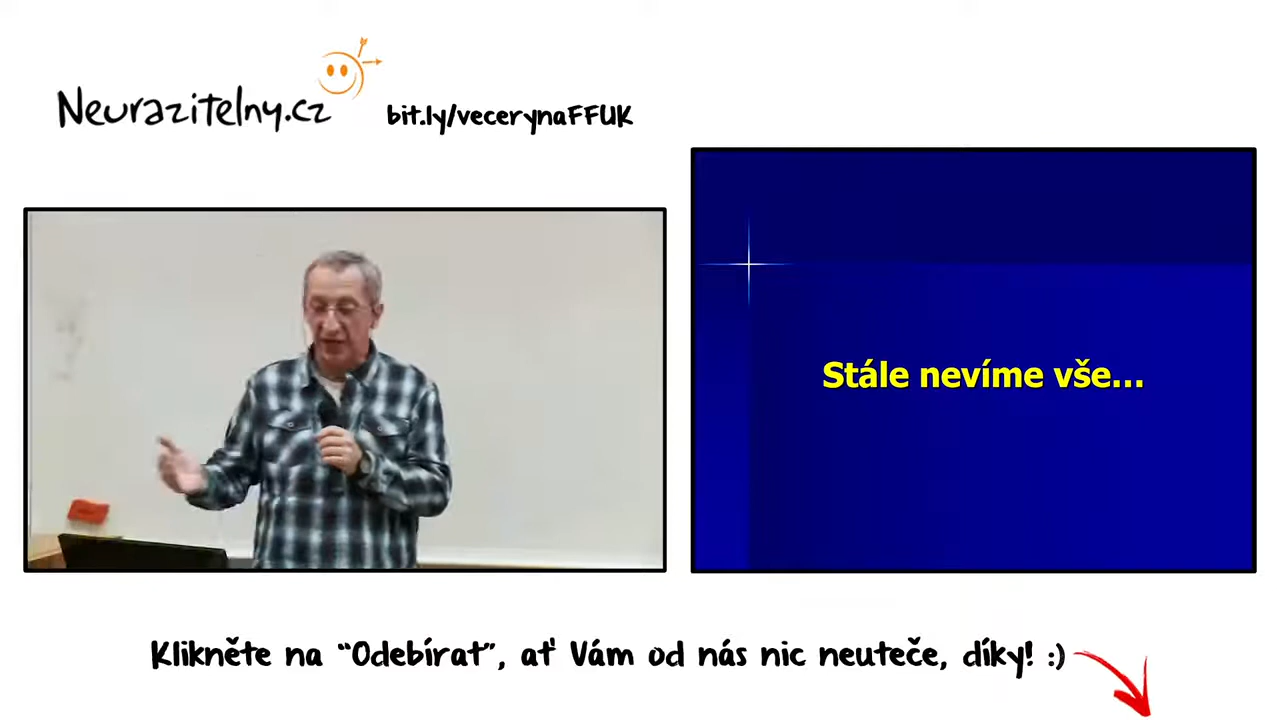 Neurazitelny.cz
bit.ly/vecerynaFFUK
Stále nevíme vše...
Klikněte na “Odebírat”, ať Vám od nás nic neuteče, díky! :)